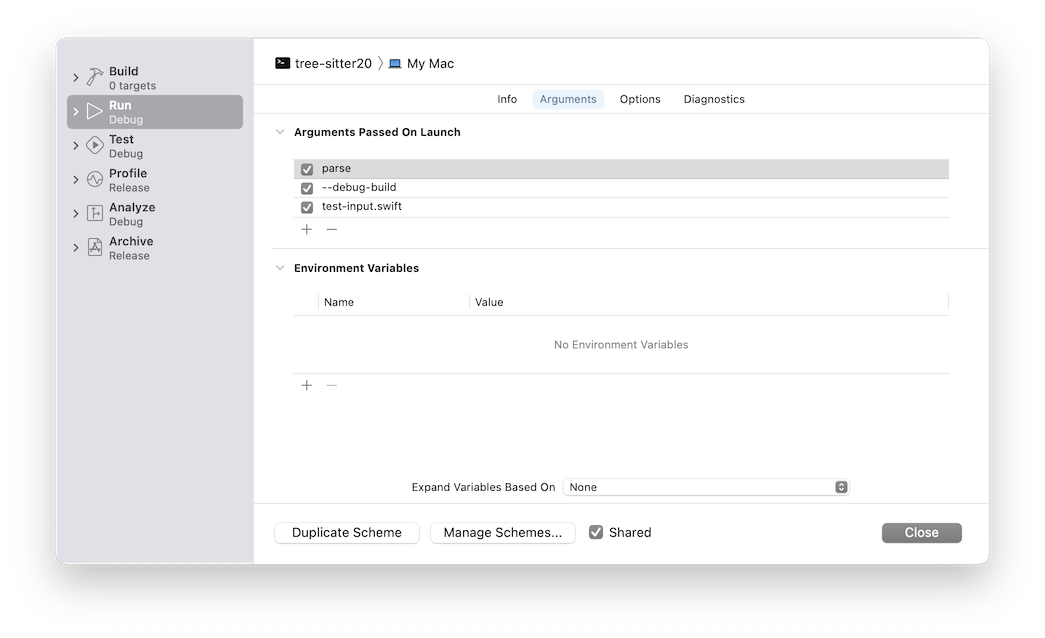 Build
0 targets
Run
Debug
Test
Debug
Profile
Release
Analyze
Debug
Archive
Release
tree-sitter20 〉 My Mac
Info Arguments Options Diagnostics
Arguments Passed On Launch
parse
--debug-build
test-input.swift
Environment Variables
Name Value
No Environment Variables
Expand Variables Based On None
Duplicate Scheme Manage Schemes... Shared Close